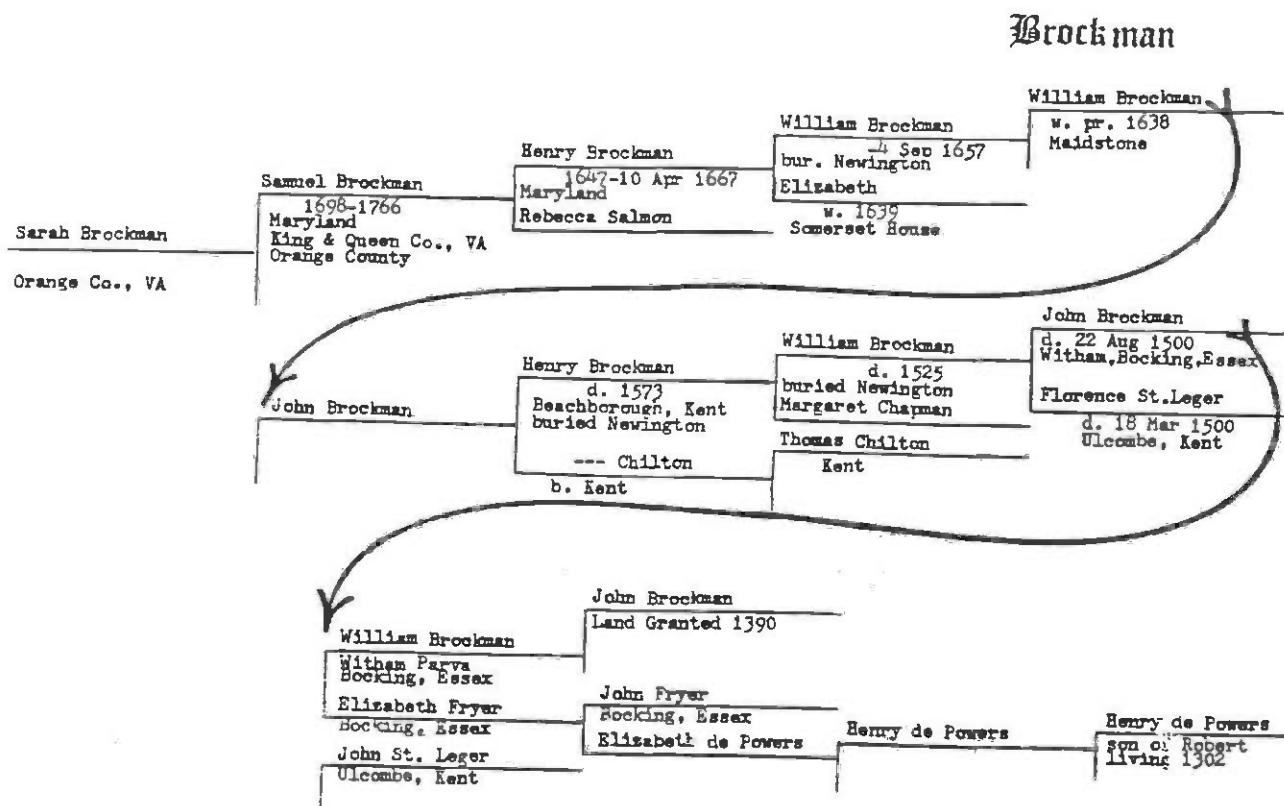 Brockman
William Brockman
w. pr. 1638
Maidstone
William Brockman
4 Sep 1657
bur. Newington
Elizabeth
w. 1639
Somerset House
Henry Brockman
1647-10 Apr 1667
Maryland
Rebecca Salmon
Samuel Brockman
1698-1766
Maryland
King & Queen Co., VA
Orange County
Sarah Brockman
Orange Co., VA
John Brockman
d. 22 Aug 1500
Witham,Bocking,Essex
Florence St.Leger
d. 18 Mar 1500
Ulcombe, Kent
William Brockman
d. 1525
buried Newington
Margaret Chapman
Thomas Chilton
Kent
Henry Brockman
d. 1573
Beachborough, Kent
buried Newington
--- Chilton
b. Kent
John Brockman
John Brockman
Land Granted 1390
William Brockman
Witham Parva
Bocking, Essex
Elizabeth Fryer
Bocking, Essex
John St. Leger
Ulcombe, Kent
John Fryer
Bocking, Essex
Elizabeth de Powers
Henry de Powers
Henry de Powers
son of Robert
living 1302